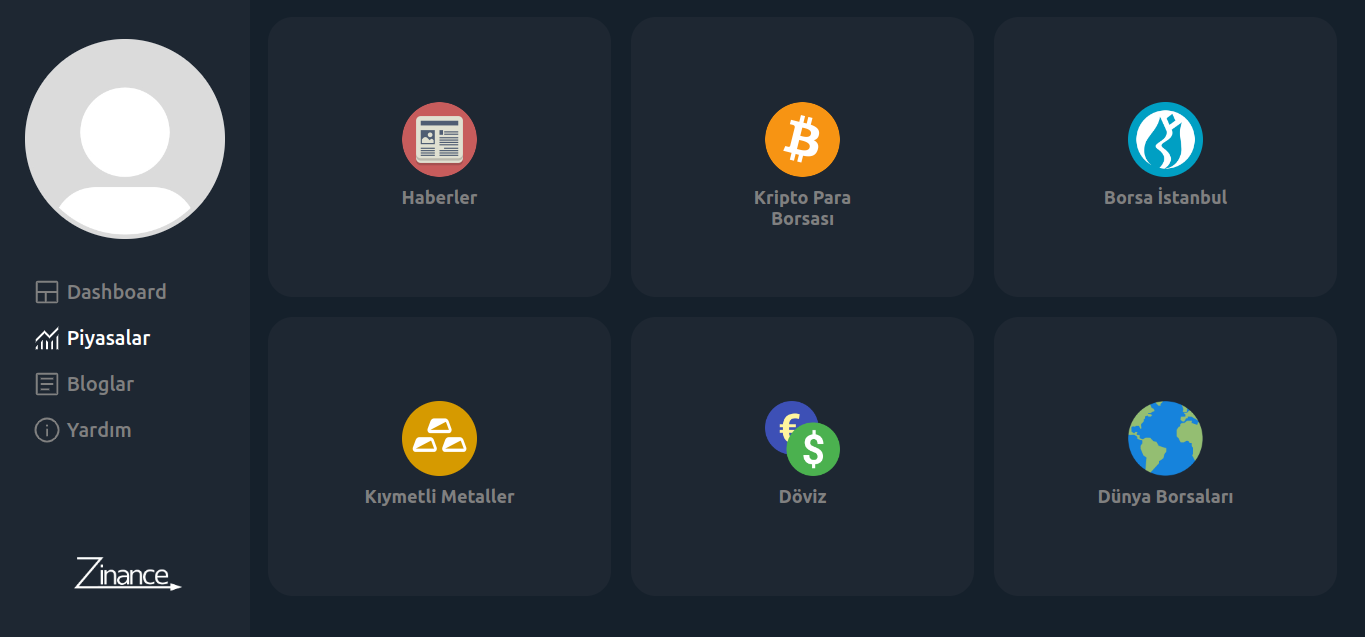 Dashboard
Piyasalar
Bloglar
Yardım
Zinance
Haberler
Kripto Para
Borsası
Borsa İstanbul
Kıymetli Metaller
€
$
Döviz
Dünya Borsaları